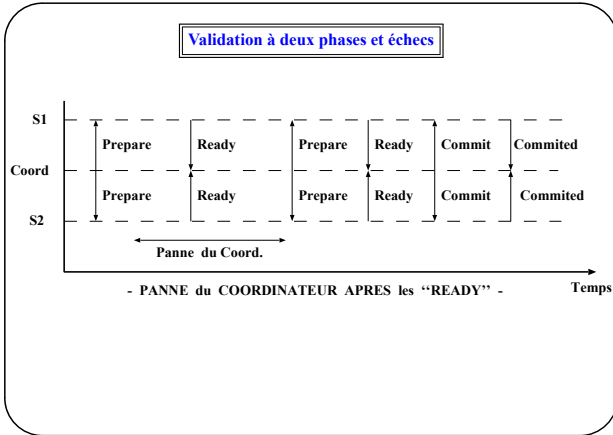 Validation à deux phases et échecs
S1
Prepare Ready Prepare Ready Commit Commited
Coord
Prepare Ready Prepare Ready Commit Commited
S2
Panne du Coord.
Temps
- PANNE du COORDINATEUR APRES les ‘‘READY’’ -